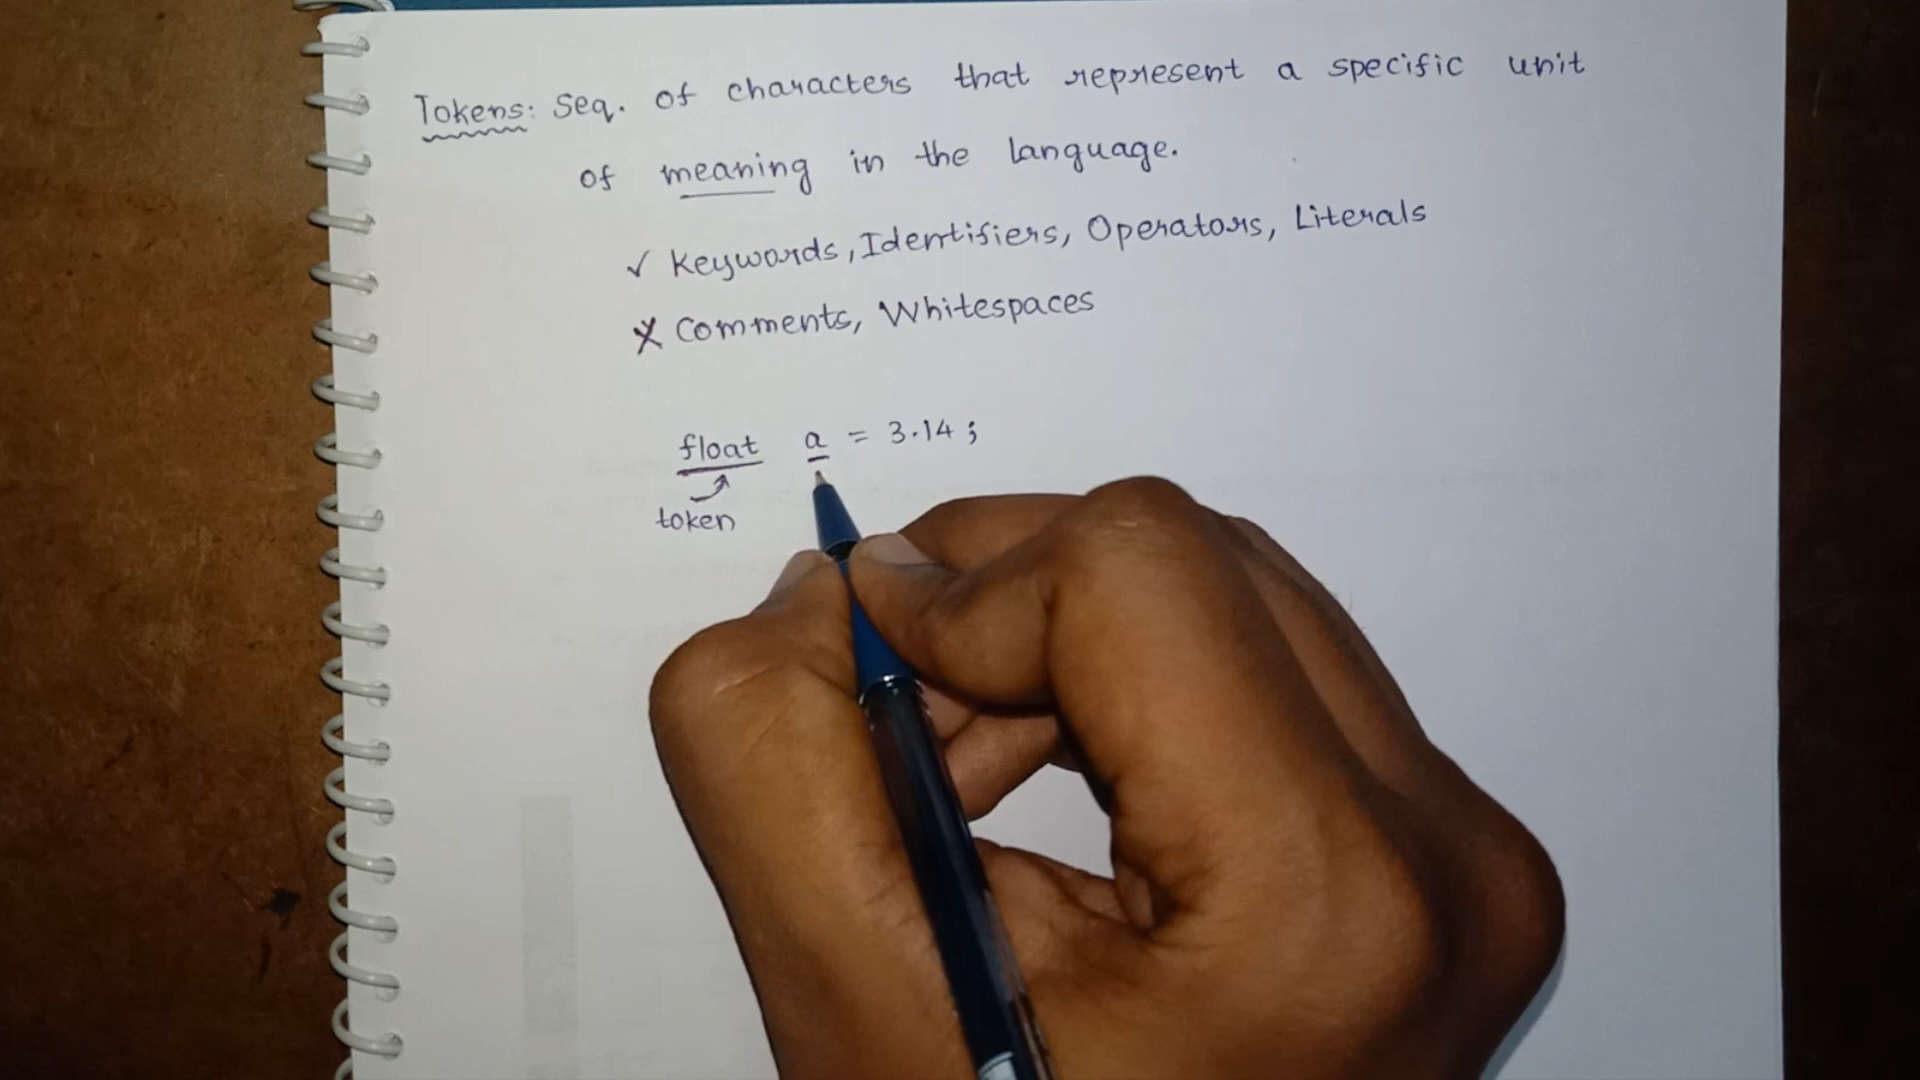 Tokens: Seq. of characters that represent a specific unit
of meaning in the language.
✓ Keywords, Identifiers, Operators, Literals
X Comments, Whitespaces
float a = 3.14;
token